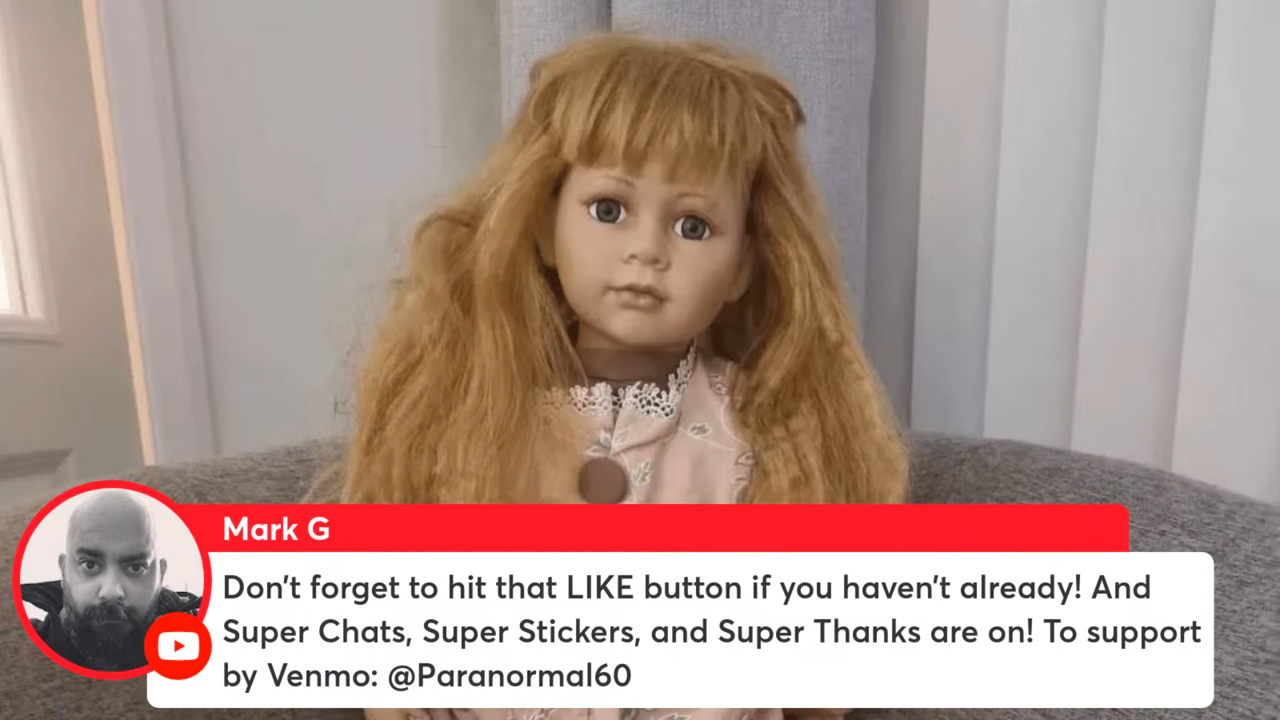 Mark G
Don't forget to hit that LIKE button if you haven't already! And
Super Chats, Super Stickers, and Super Thanks are on! To support
by Venmo: @Paranormal60